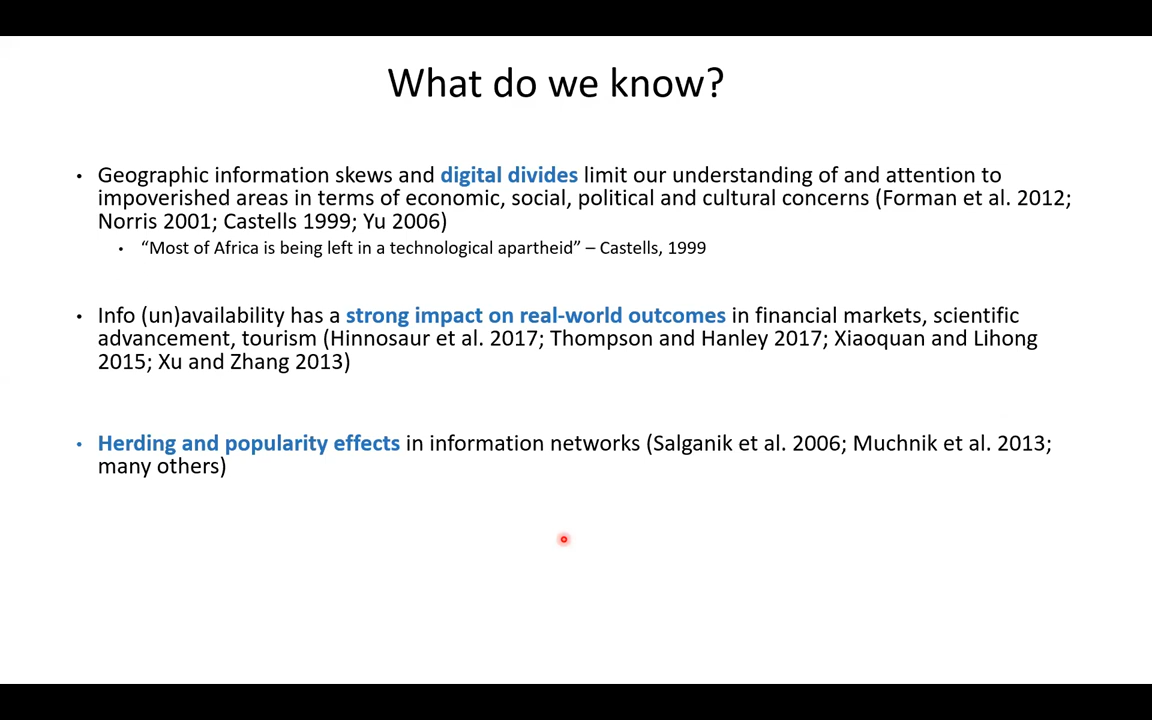 What do we know?
• Geographic information skews and digital divides limit our understanding of and attention to
impoverished areas in terms of economic, social, political and cultural concerns (Forman et al. 2012;
Norris 2001; Castells 1999; Yu 2006)
• “Most of Africa is being left in a technological apartheid” – Castells, 1999
• Info (un)availability has a strong impact on real-world outcomes in financial markets, scientific
advancement, tourism (Hinnosaur et al. 2017; Thompson and Hanley 2017; Xiaoquan and Lihong
2015; Xu and Zhang 2013)
• Herding and popularity effects in information networks (Salganik et al. 2006; Muchnik et al. 2013;
many others)